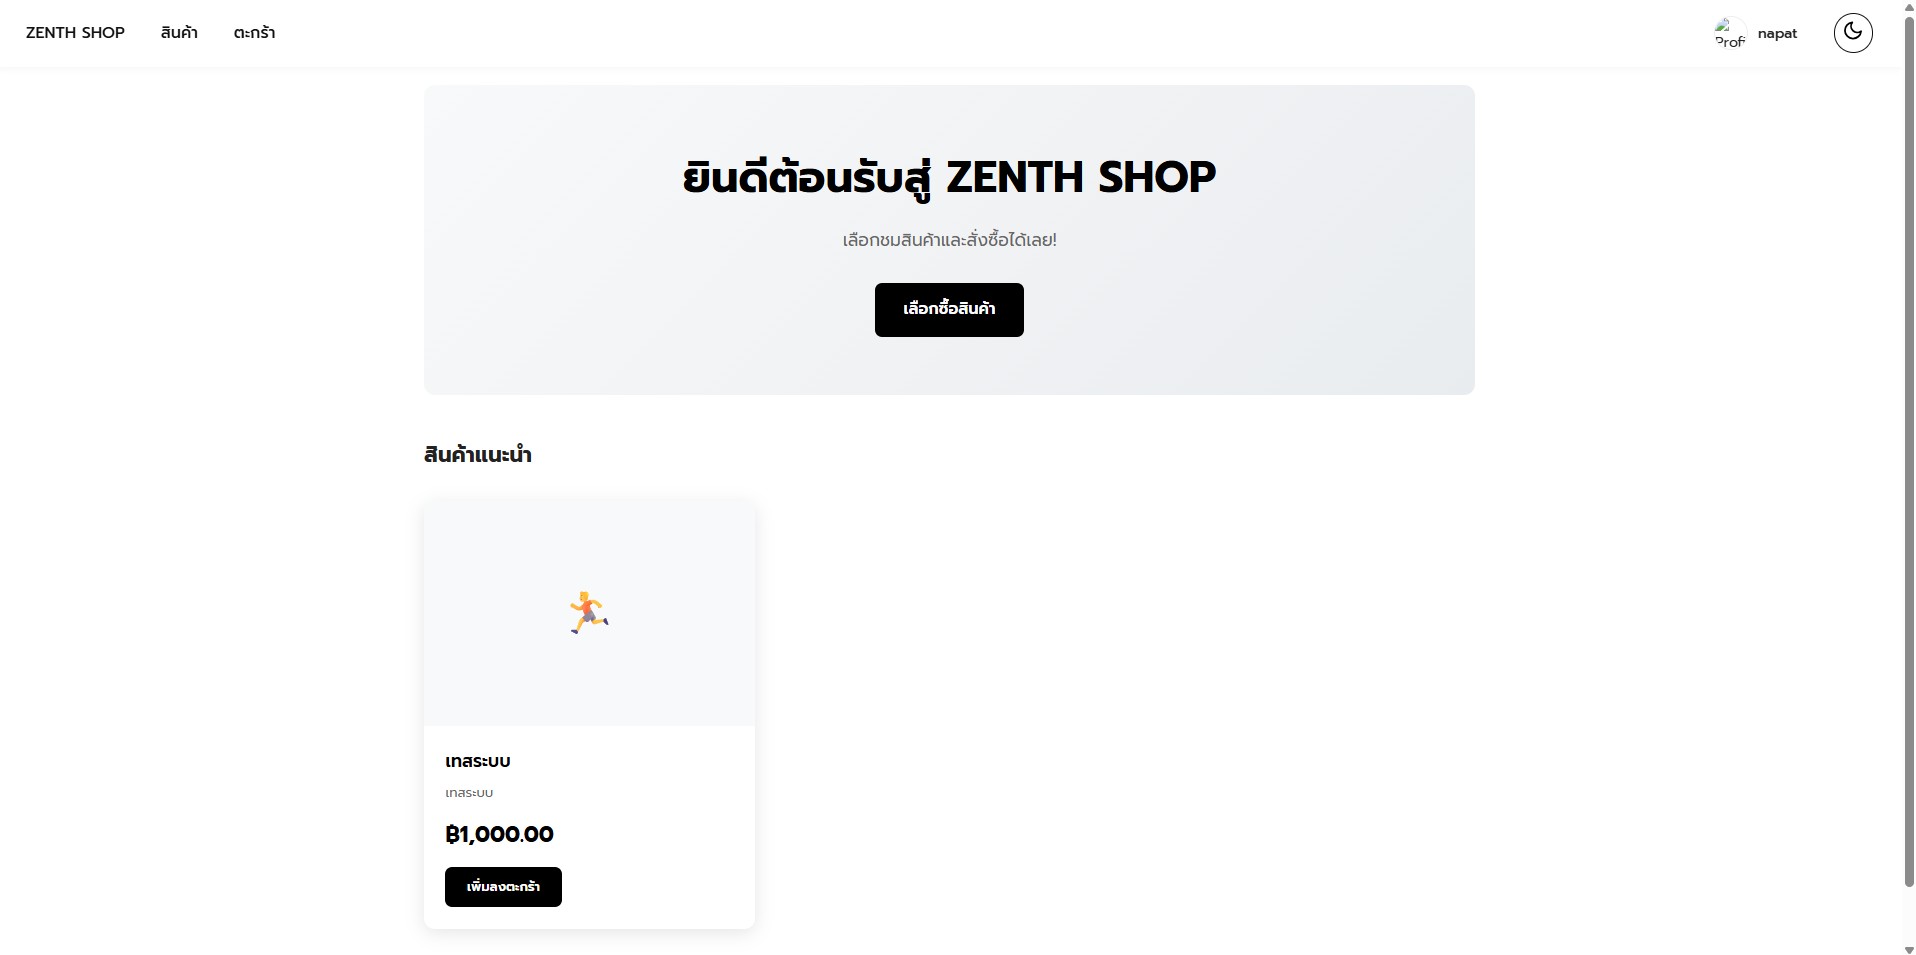 ZENTH SHOP สินค้า ตะกร้า Profi napat
ยินดีต้อนรับสู่ ZENTH SHOP
เลือกชมสินค้าและสั่งซื้อได้เลย!
เลือกซื้อสินค้า
สินค้าแนะนำ
เทสระบบ
เทสระบบ
฿1,000.00
เพิ่มลงตะกร้า